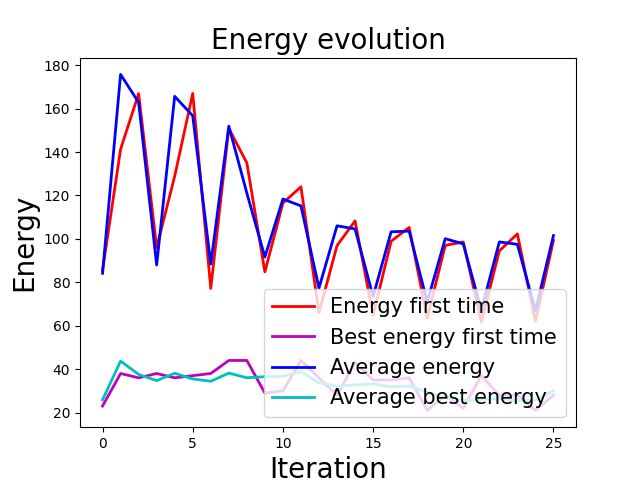 Energy evolution
180
160
140
120
100
80
60
40
20
Energy
Energy first time
Best energy first time
Average energy
Average best energy
0 5 10 15 20 25
Iteration